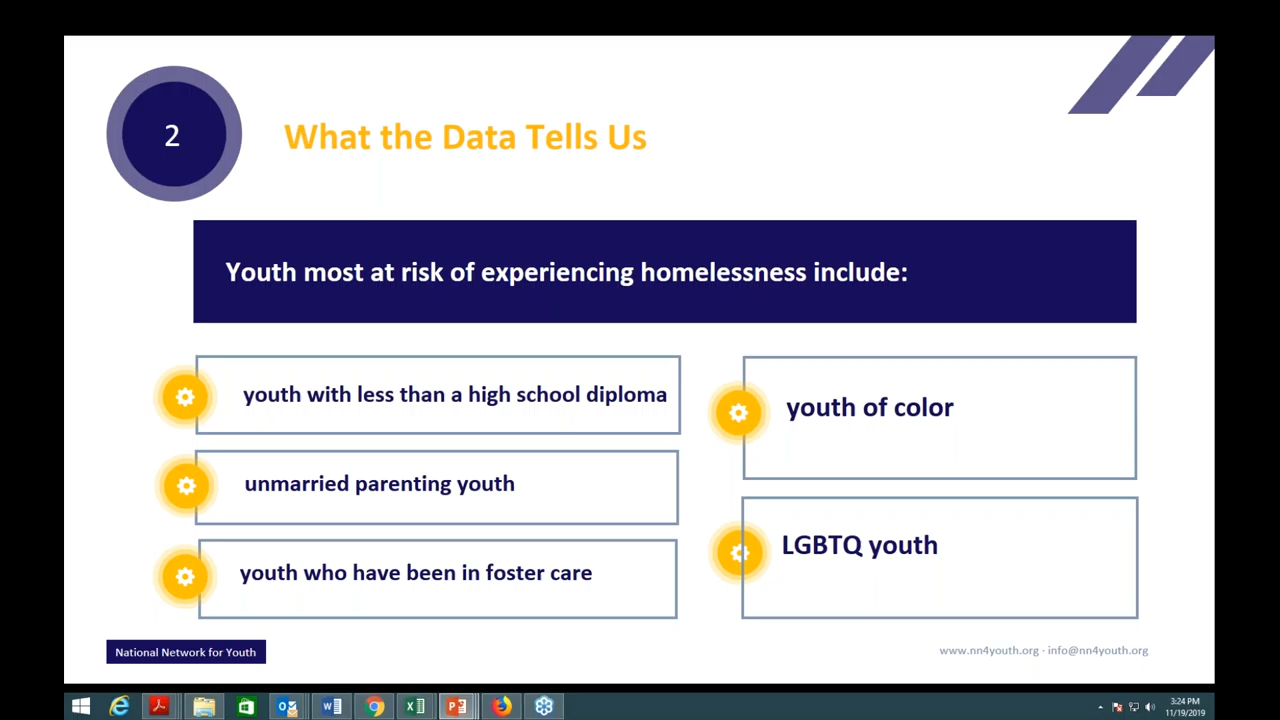 2
What the Data Tells Us
Youth most at risk of experiencing homelessness include:
youth with less than a high school diploma
unmarried parenting youth
youth who have been in foster care
youth of color
LGBTQ youth
National Network for Youth
www.nn4youth.org · info@nn4youth.org
3:24 PM
11/19/2019